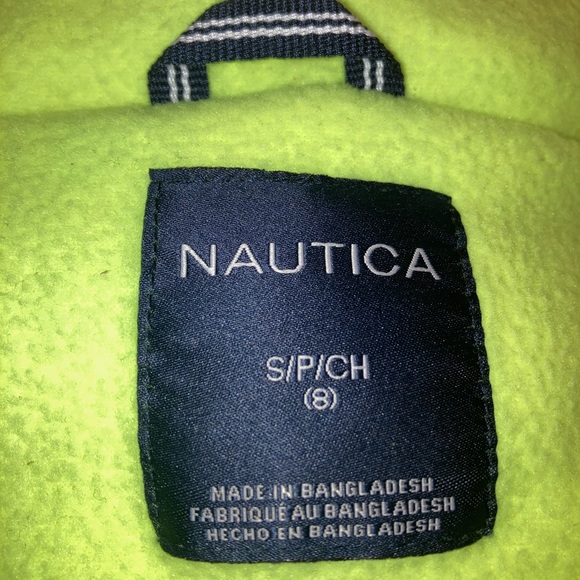 NAUTICA
S/P/CH
(8)
MADE IN BANGLADESH
FABRIQUÉ AU BANGLADESH
HECHO EN BANGLADESH